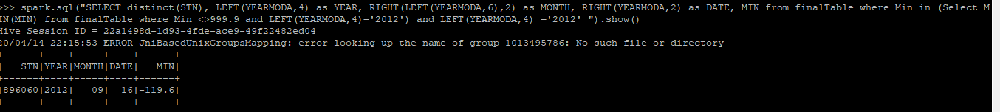 >>> spark.sql("SELECT distinct(STN), LEFT(YEARMODA,4) as YEAR, RIGHT(LEFT(YEARMODA,6),2) as MONTH, RIGHT(YEARMODA,2) as DATE, MIN from finalTable where Min in (Select M
IN(MIN) from finalTable where Min <>999.9 and LEFT(YEARMODA,4)='2012') and LEFT(YEARMODA,4) ='2012' ").show()
Hive Session ID = 22a1498d-1d93-4fde-ace9-49f22482ed04
20/04/14 22:15:53 ERROR JniBasedUnixGroupsMapping: error looking up the name of group 1013495786: No such file or directory
+------+----+-----+----+------+
|   STN|YEAR|MONTH|DATE|   MIN|
+------+----+-----+----+------+
|896060|2012|   09|  16|-119.6|
+------+----+-----+----+------+